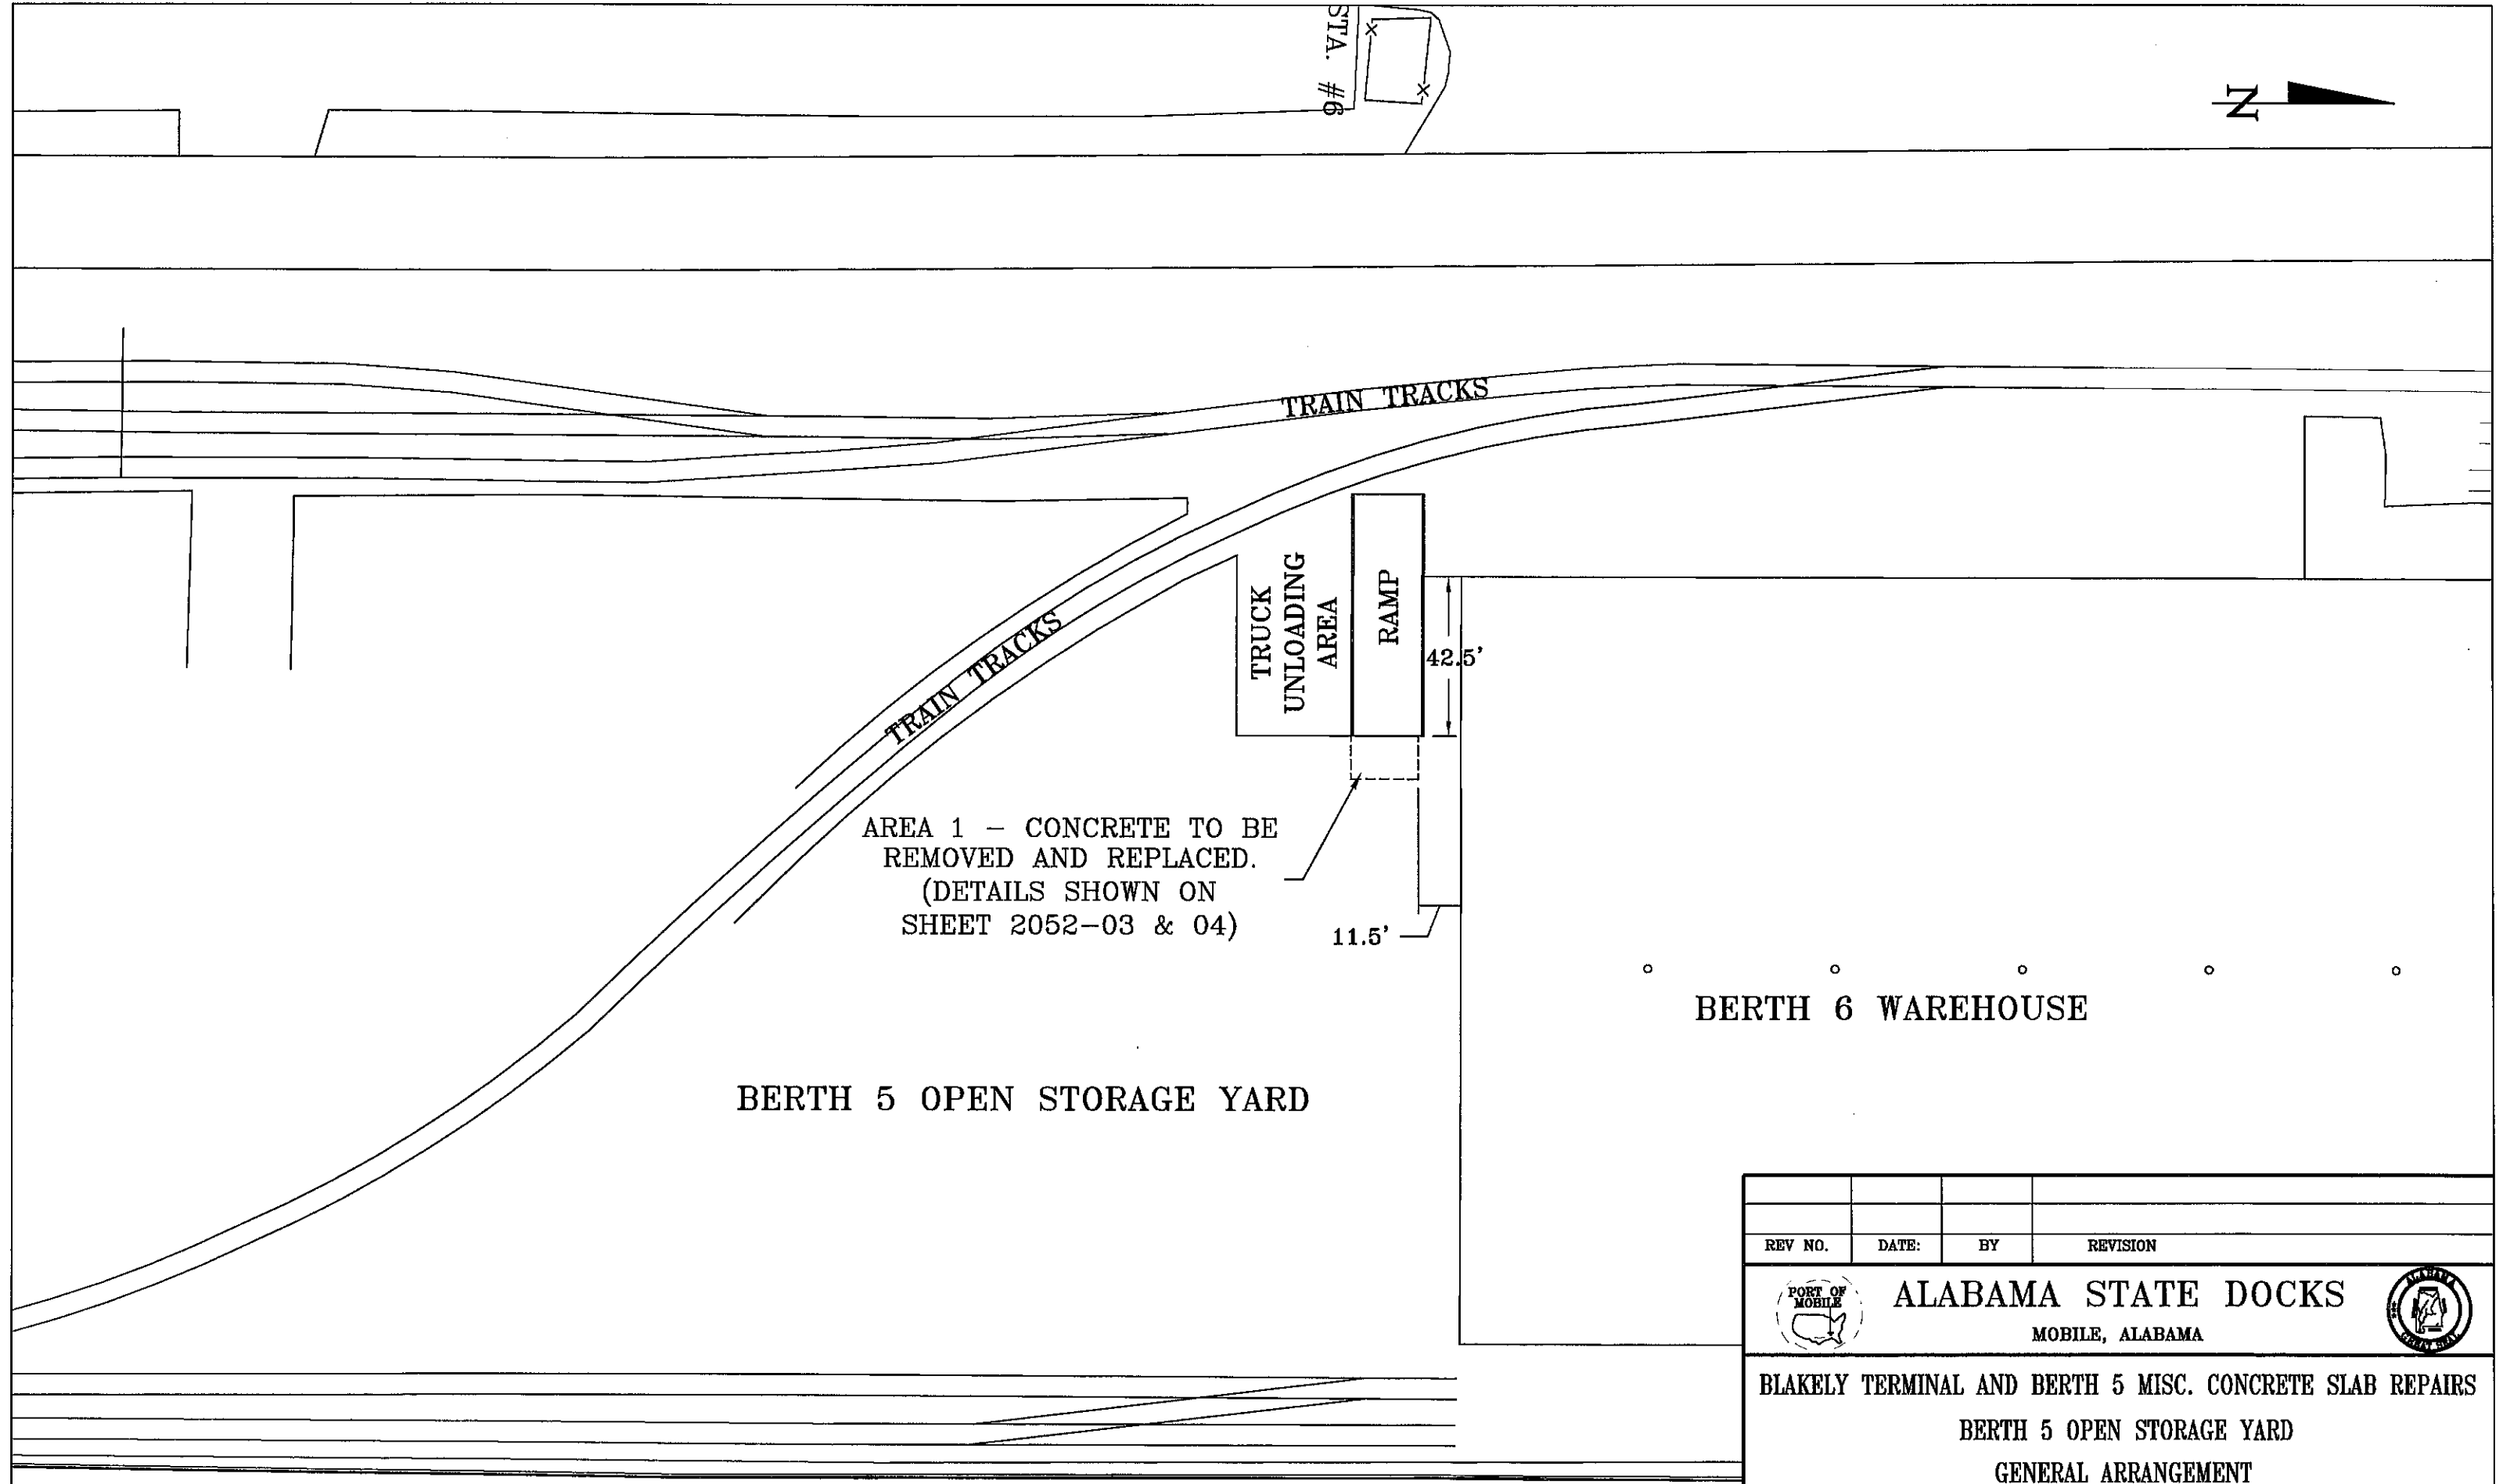 STA. #6
N
TRAIN TRACKS
TRUCK
UNLOADING
AREA
RAMP
42.5'
TRAIN TRACKS
AREA 1 – CONCRETE TO BE
REMOVED AND REPLACED.
(DETAILS SHOWN ON
SHEET 2052-03 & 04)
11.5'
BERTH 6 WAREHOUSE
BERTH 5 OPEN STORAGE YARD
REV NO. DATE: BY REVISION
PORT OF
MOBILE
ALABAMA STATE DOCKS
MOBILE, ALABAMA
ALABAMA
GREAT SEAL
BLAKELY TERMINAL AND BERTH 5 MISC. CONCRETE SLAB REPAIRS
BERTH 5 OPEN STORAGE YARD
GENERAL ARRANGEMENT